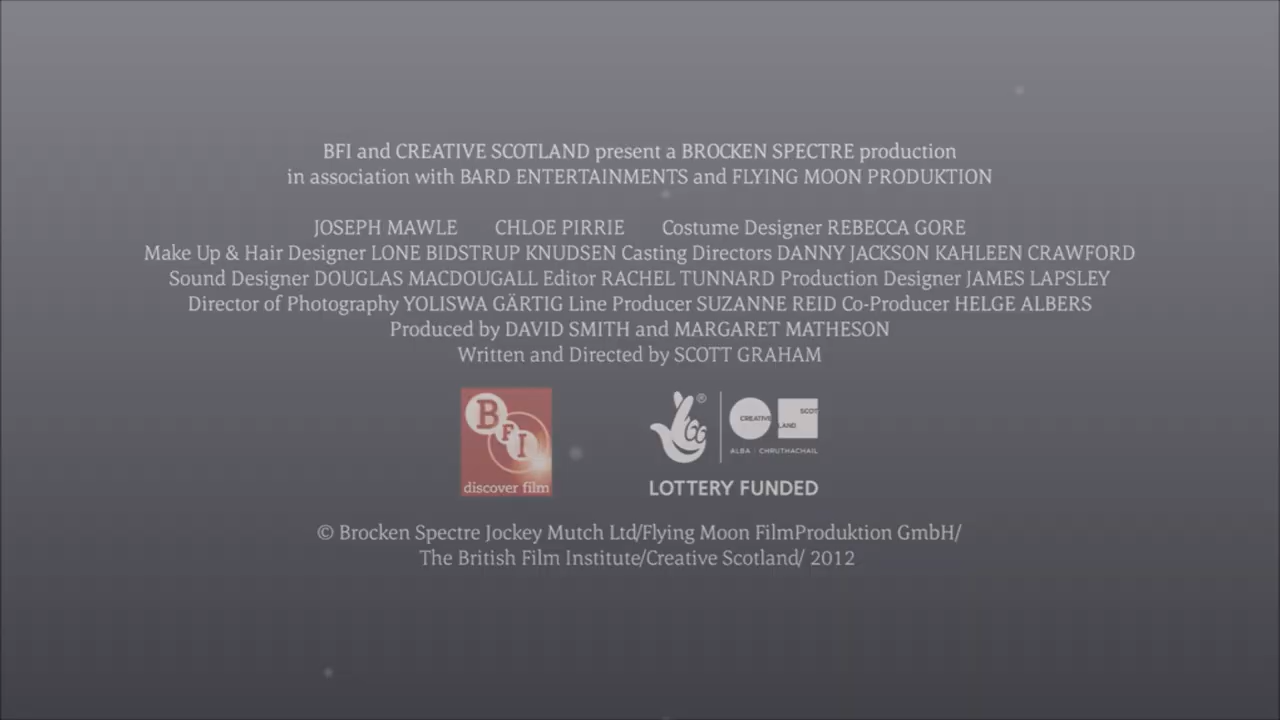 BFI and CREATIVE SCOTLAND present a BROCKEN SPECTRE production
in association with BARD ENTERTAINMENTS and FLYING MOON PRODUKTION
JOSEPH MAWLE CHLOE PIRRIE Costume Designer REBECCA GORE
Make Up & Hair Designer LONE BIDSTRUP KNUDSEN Casting Directors DANNY JACKSON KAHLEEN CRAWFORD
Sound Designer DOUGLAS MACDOUGALL Editor RACHEL TUNNARD Production Designer JAMES LAPSLEY
Director of Photography YOLISWA GÄRTIG Line Producer SUZANNE REID Co-Producer HELGE ALBERS
Produced by DAVID SMITH and MARGARET MATHESON
Written and Directed by SCOTT GRAHAM
BFI
discover film
®
CREATIVE
SCOT
LAND
ALBA | CHRUTHACHAIL
LOTTERY FUNDED
© Brocken Spectre Jockey Mutch Ltd/Flying Moon FilmProduktion GmbH/
The British Film Institute/Creative Scotland/ 2012